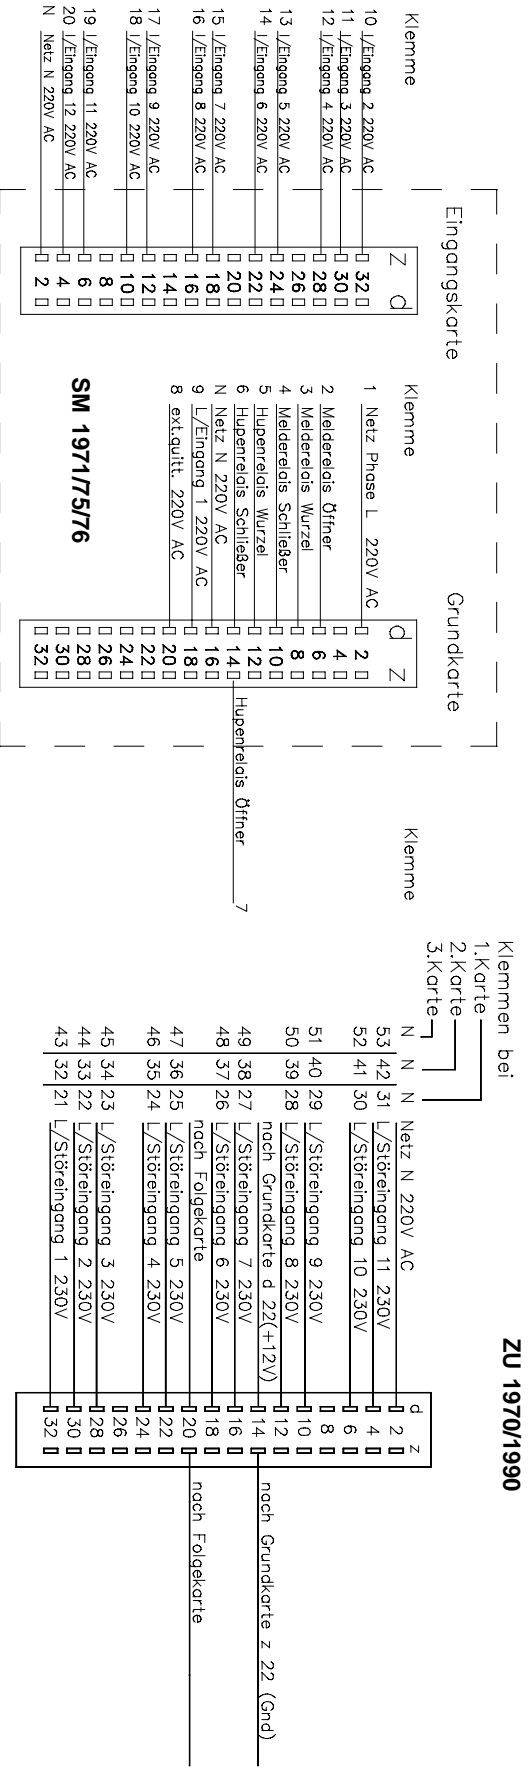 Klemme
10 l/Eingang 2 220V AC
11 l/Eingang 3 220V AC
12 l/Eingang 4 220V AC
13 l/Eingang 5 220V AC
14 l/Eingang 6 220V AC
15 l/Eingang 7 220V AC
16 l/Eingang 8 220V AC
17 l/Eingang 9 220V AC
18 l/Eingang 10 220V AC
19 l/Eingang 11 220V AC
20 l/Eingang 12 220V AC
N Netz N 220V AC
Eingangskarte
Z d
32
30
28
26
24
22
20
18
16
14
12
10
8
6
4
2
SM 1971/75/76
Klemme
1 Netz Phase L 220V AC
2 Melderelais Öffner
3 Melderelais Wurzel
4 Melderelais Schließer
5 Hupenrelais Wurzel
6 Hupenrelais Schließer
N Netz N 220V AC
9 L/Eingang 1 220V AC
8 ext.quitt. 220V AC
Grundkarte
d Z
2
4
6
8
10
12
14
16
18
20
22
24
26
28
30
32
Hupenrelais Öffner
Klemme
7
ZU 1970/1990
Klemmen bei
1.Karte
2.Karte
3.Karte
N N N Netz N 220V AC
53 42 31 L/Störeingang 11 230V
52 41 30 L/Störeingang 10 230V
51 40 29 L/Störeingang 9 230V
50 39 28 L/Störeingang 8 230V
nach Grundkarte d 22(+12V)
49 38 27 L/Störeingang 7 230V
48 37 26 L/Störeingang 6 230V
nach Folgekarte
47 36 25 L/Störeingang 5 230V
46 35 24 L/Störeingang 4 230V
45 34 23 L/Störeingang 3 230V
44 33 22 L/Störeingang 2 230V
43 32 21 L/Störeingang 1 230V
d z
2
4
6
8
10
12
14
16
18
20
22
24
26
28
30
32
nach Grundkarte z 22 (Gnd)
nach Folgekarte